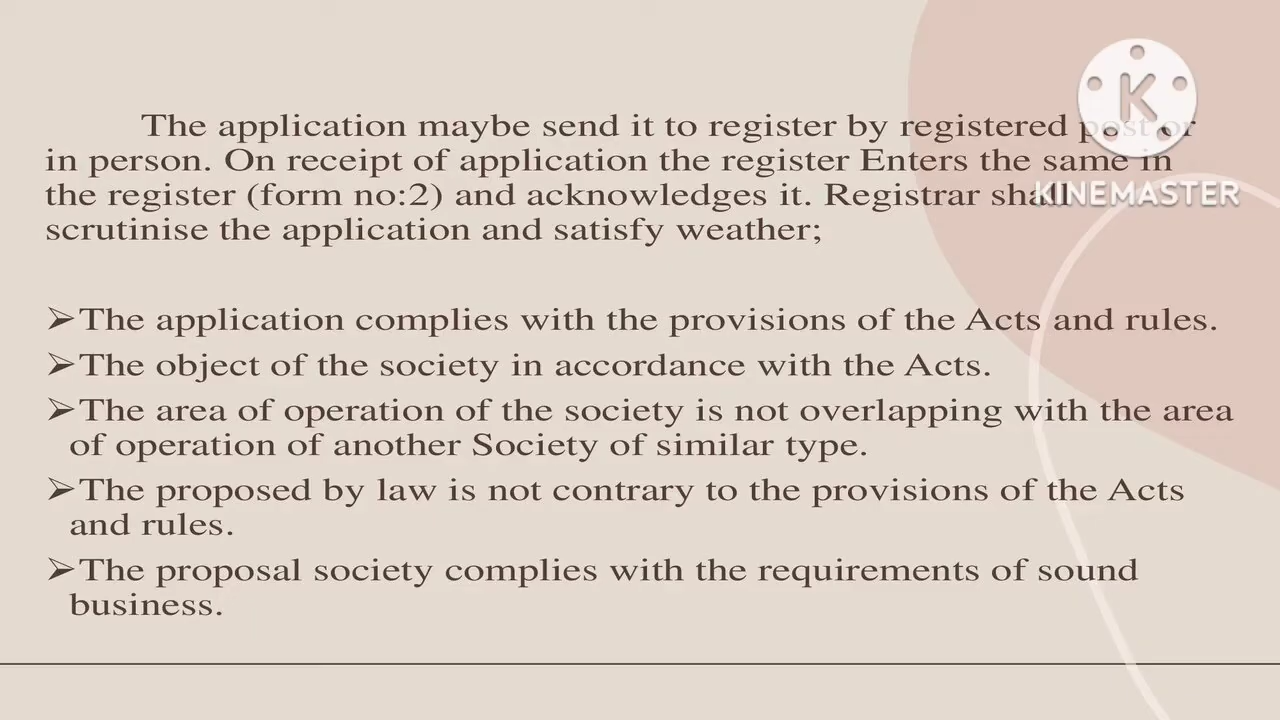 The application maybe send it to register by registered post or
in person. On receipt of application the register Enters the same in
the register (form no:2) and acknowledges it. Registrar shall
scrutinise the application and satisfy weather;
➢The application complies with the provisions of the Acts and rules.
➢The object of the society in accordance with the Acts.
➢The area of operation of the society is not overlapping with the area
of operation of another Society of similar type.
➢The proposed by law is not contrary to the provisions of the Acts
and rules.
➢The proposal society complies with the requirements of sound
business.
K
KINEMASTER